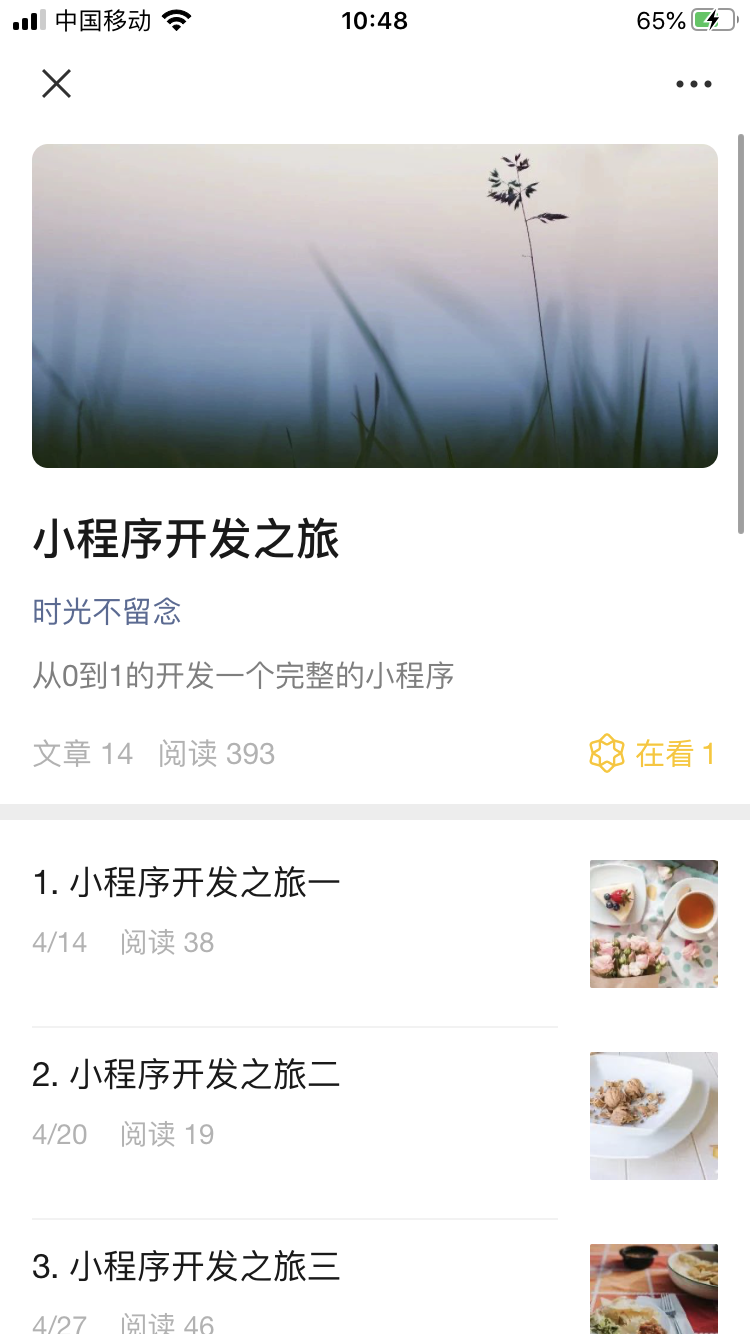 中国移动 10:48 65%
小程序开发之旅
时光不留念
从0到1的开发一个完整的小程序
文章 14 阅读 393 在看 1
1. 小程序开发之旅一
4/14 阅读 38
2. 小程序开发之旅二
4/20 阅读 19
3. 小程序开发之旅三
4/27 阅读 46